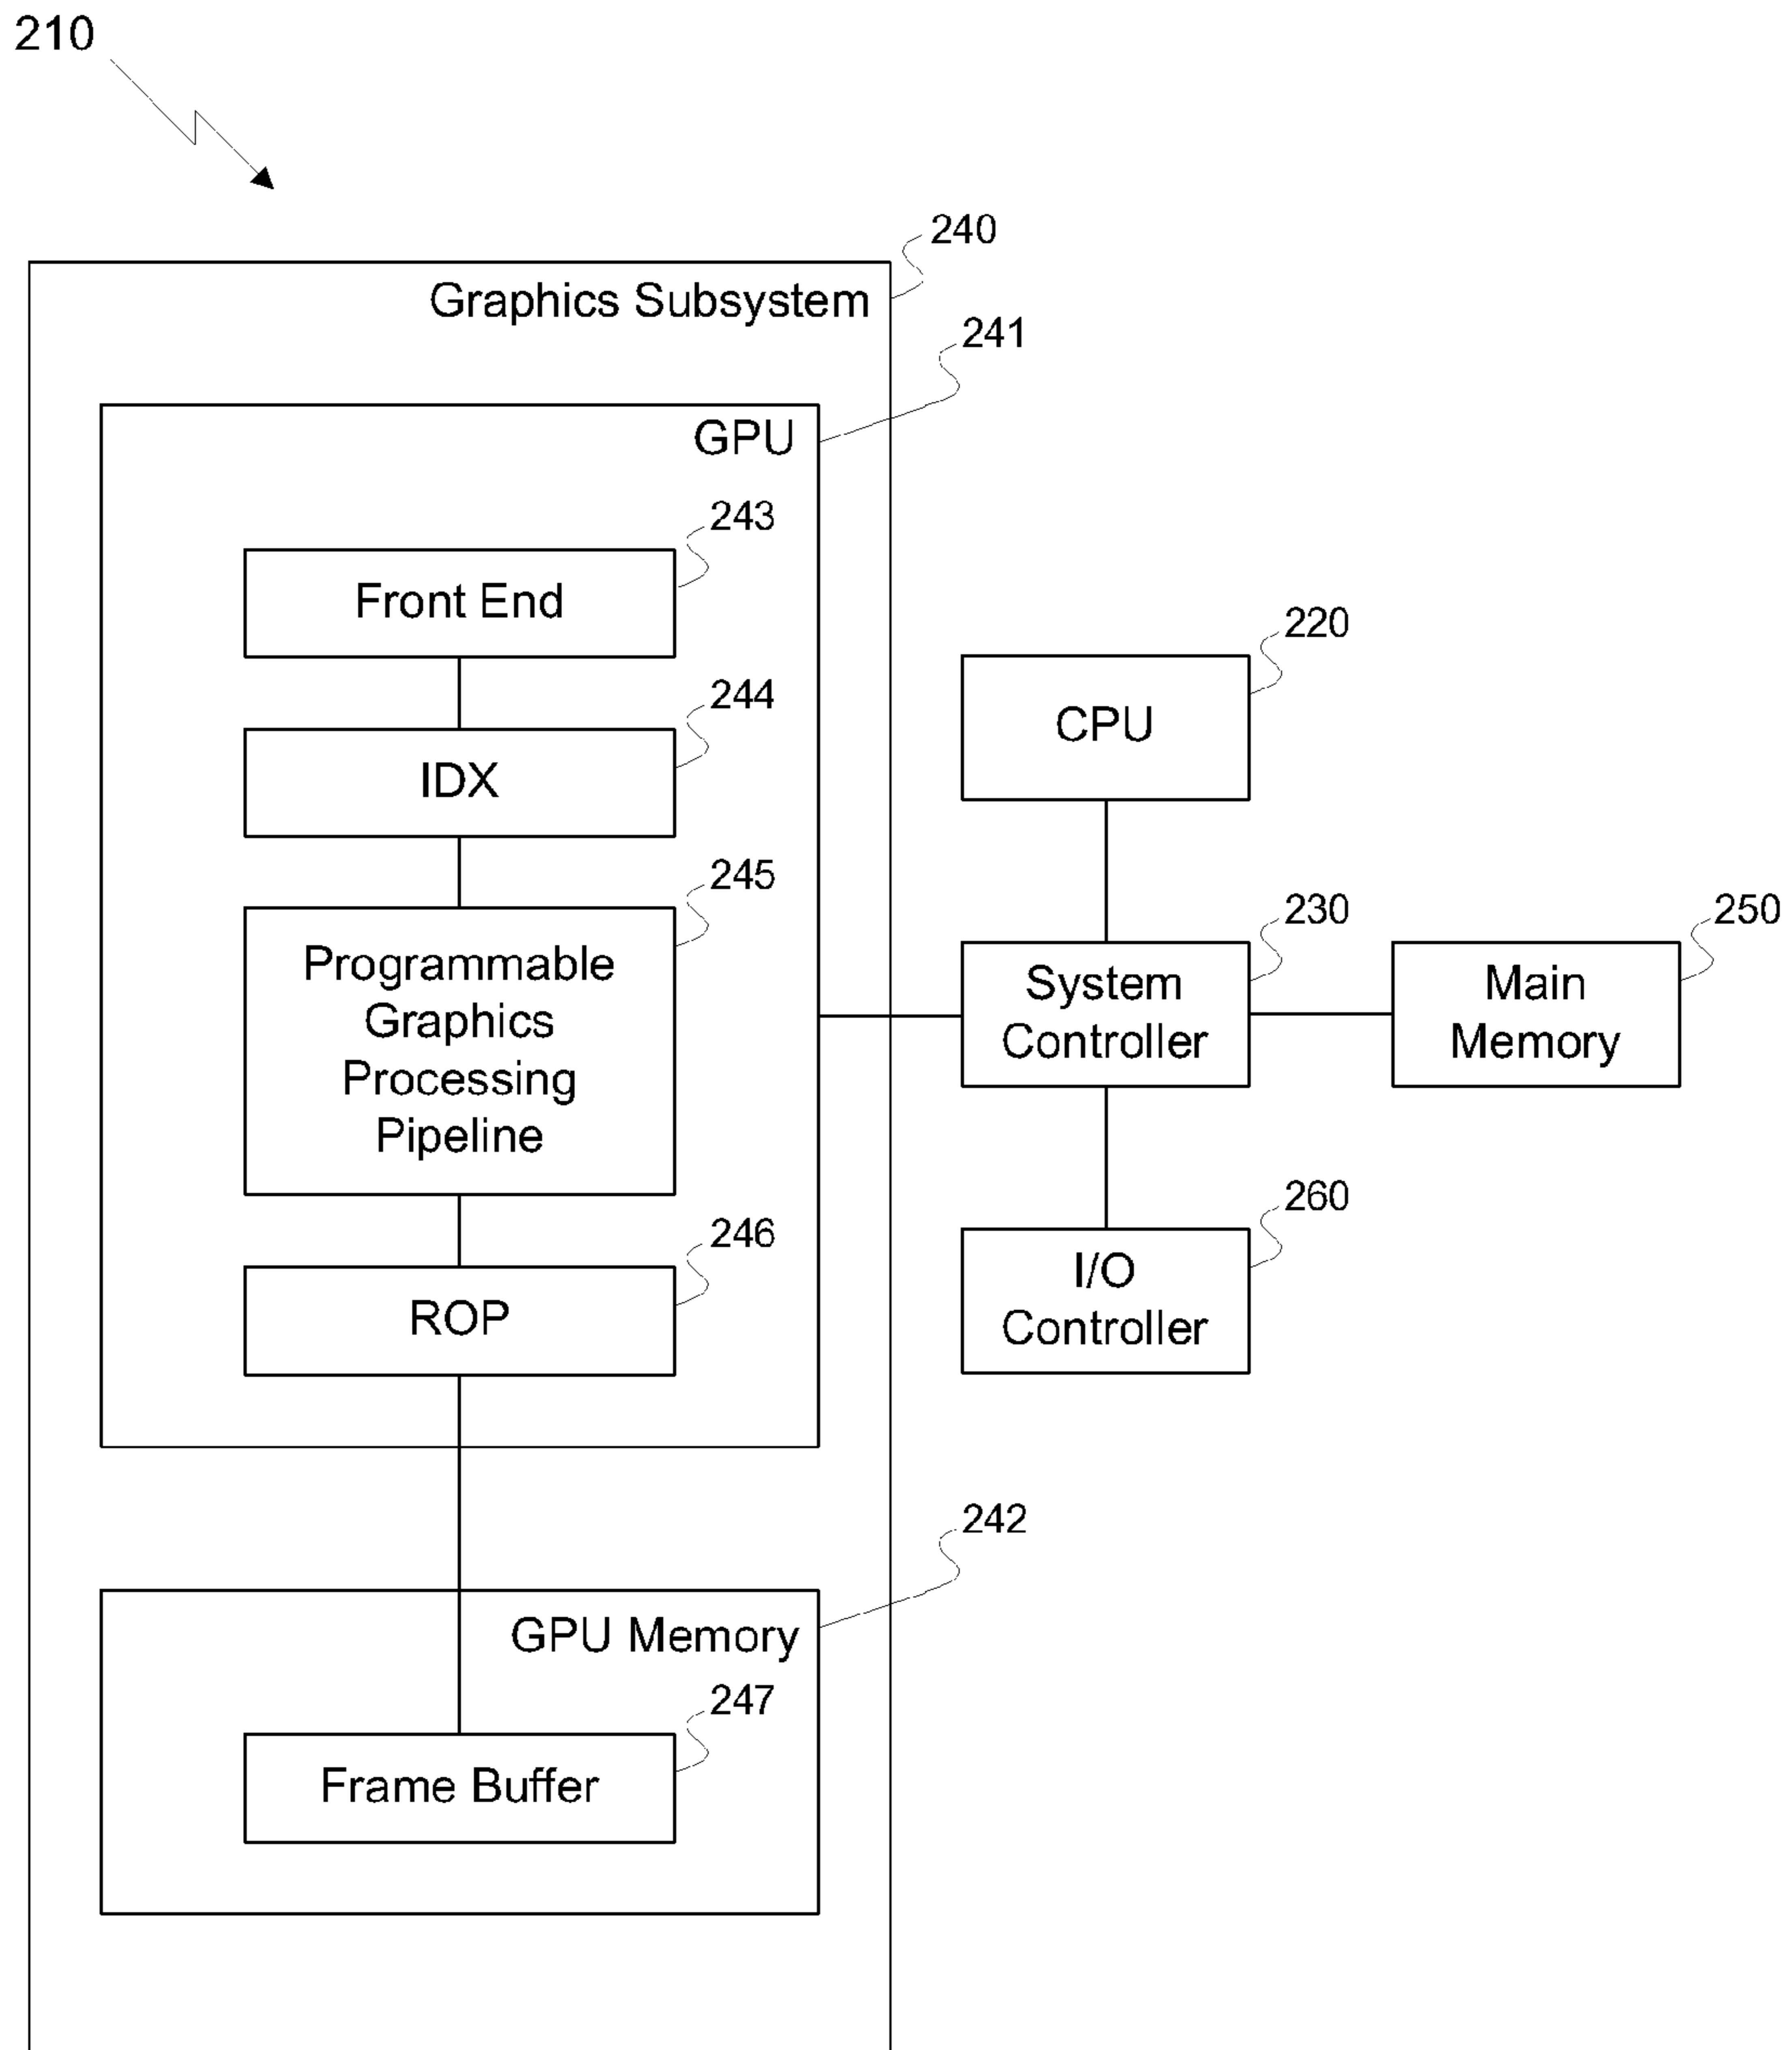 210
240
Graphics Subsystem
241
GPU
243
Front End
244
IDX
245
Programmable
Graphics
Processing
Pipeline
246
ROP
220
CPU
230
System
Controller
250
Main
Memory
260
I/O
Controller
242
GPU Memory
247
Frame Buffer